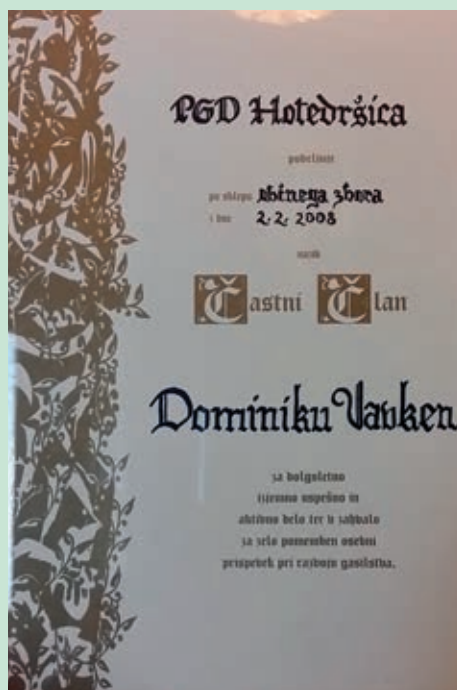 PGD Hotedršica
podeljuje
po sklepu občnega zbora
z dne 2. 2. 2008
naziv
Častni Član
Dominiku Vavken
za dolgoletno
izjemno uspešno in
aktivno delo ter v zahvalo
za zelo pomemben osebni
prispevek pri razvoju gasilstva.